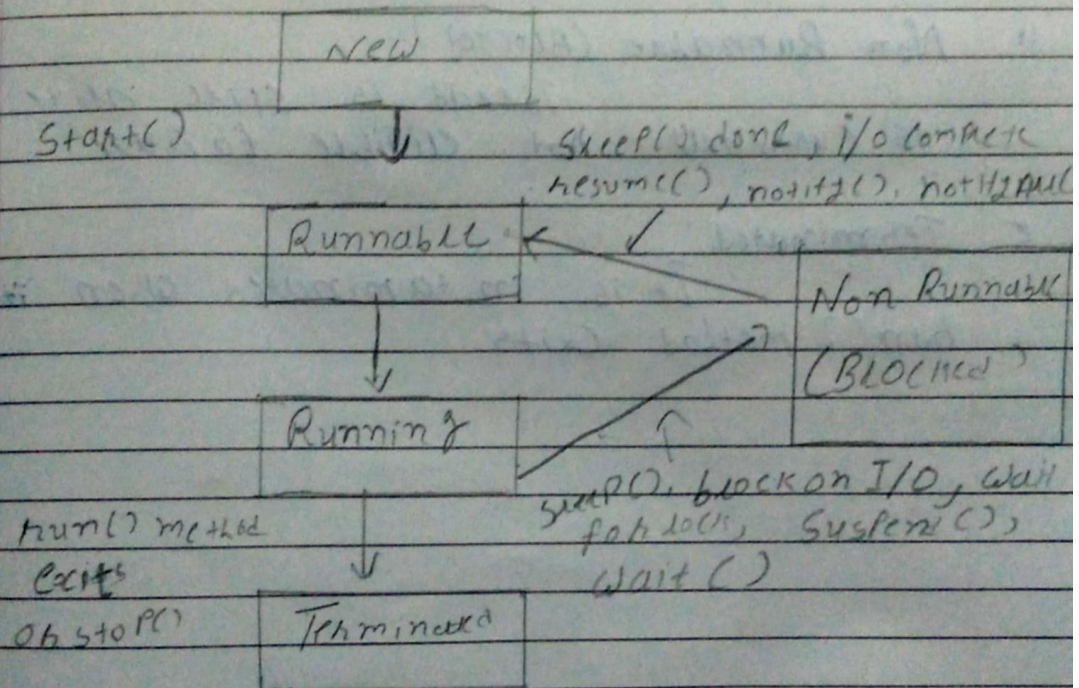 New
Start()
Sleep() done, i/o complete
resume(), notify(), notifyAll(
Runnable
Non Runnable
(Blocked)
Running
sleep(), block on I/O, wait
for lock, suspend(),
wait()
run() method
exits
or stop()
Terminated